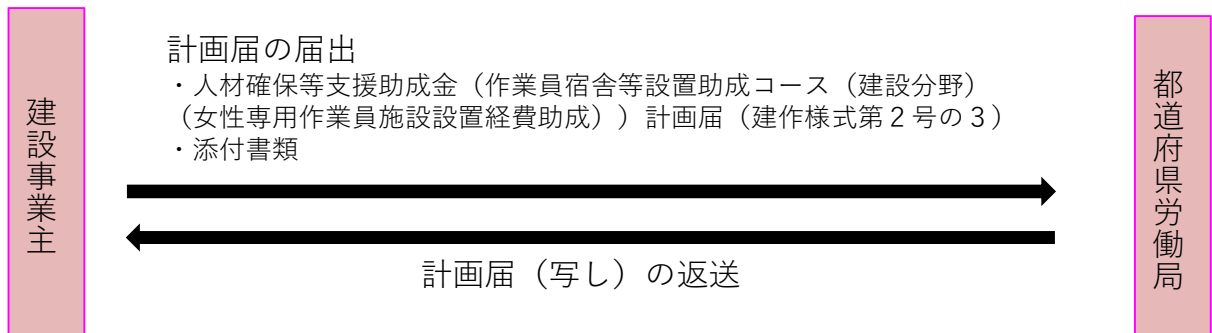 建設事業主
計画届の届出
・人材確保等支援助成金（作業員宿舎等設置助成コース（建設分野）
（女性専用作業員施設設置経費助成））計画届（建作様式第２号の３）
・添付書類
計画届（写し）の返送
都道府県労働局